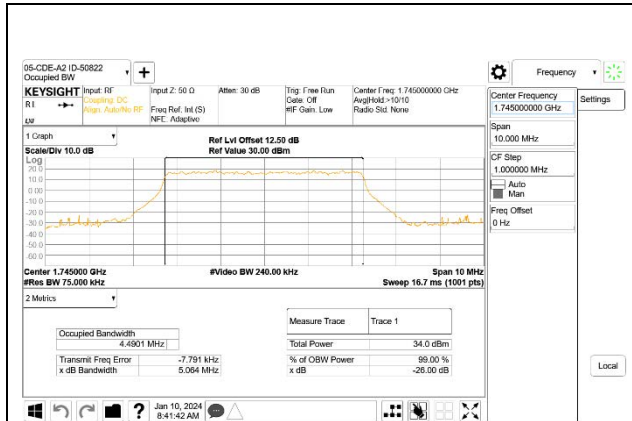 05-CDE-A2 ID-50822
Occupied BW
Frequency
KEYSIGHT
Input: RF
Coupling: DC
Align: Auto/No RF
Input Z: 50 Ω
Freq Ref: Int (S)
NFE: Adaptive
Atten: 30 dB
Trig: Free Run
Gate: Off
#IF Gain: Low
Center Freq: 1.745000000 GHz
Avg|Hold:>10/10
Radio Std: None
Center Frequency
1.745000000 GHz
Settings
Span
10.000 MHz
CF Step
1.000000 MHz
Auto
Man
Freq Offset
0 Hz
1 Graph
Scale/Div 10.0 dB
Ref Lvl Offset 12.50 dB
Ref Value 30.00 dBm
Log
20.0
10.0
0.00
-10.0
-20.0
-30.0
-40.0
-50.0
-60.0
Center 1.745000 GHz
#Res BW 75.000 kHz
#Video BW 240.00 kHz
Span 10 MHz
Sweep 16.7 ms (1001 pts)
2 Metrics
Occupied Bandwidth
4.4901 MHz
Transmit Freq Error -7.791 kHz
x dB Bandwidth 5.064 MHz
Measure Trace Trace 1
Total Power 34.0 dBm
% of OBW Power 99.00 %
x dB -26.00 dB
Local
Jan 10, 2024
8:41:42 AM